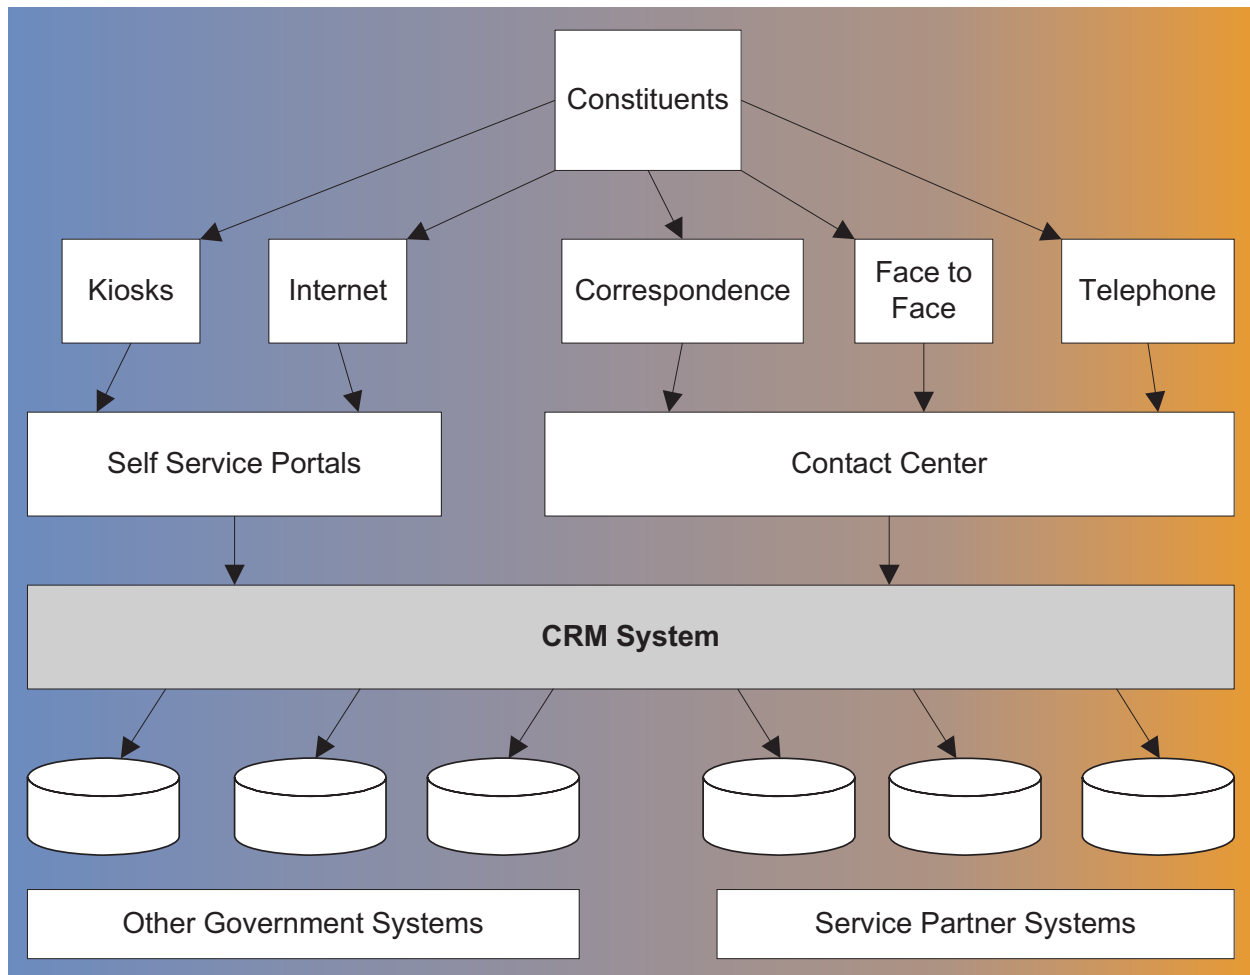 Constituents
Kiosks
Internet
Correspondence
Face to
Face
Telephone
Self Service Portals
Contact Center
CRM System
Other Government Systems
Service Partner Systems